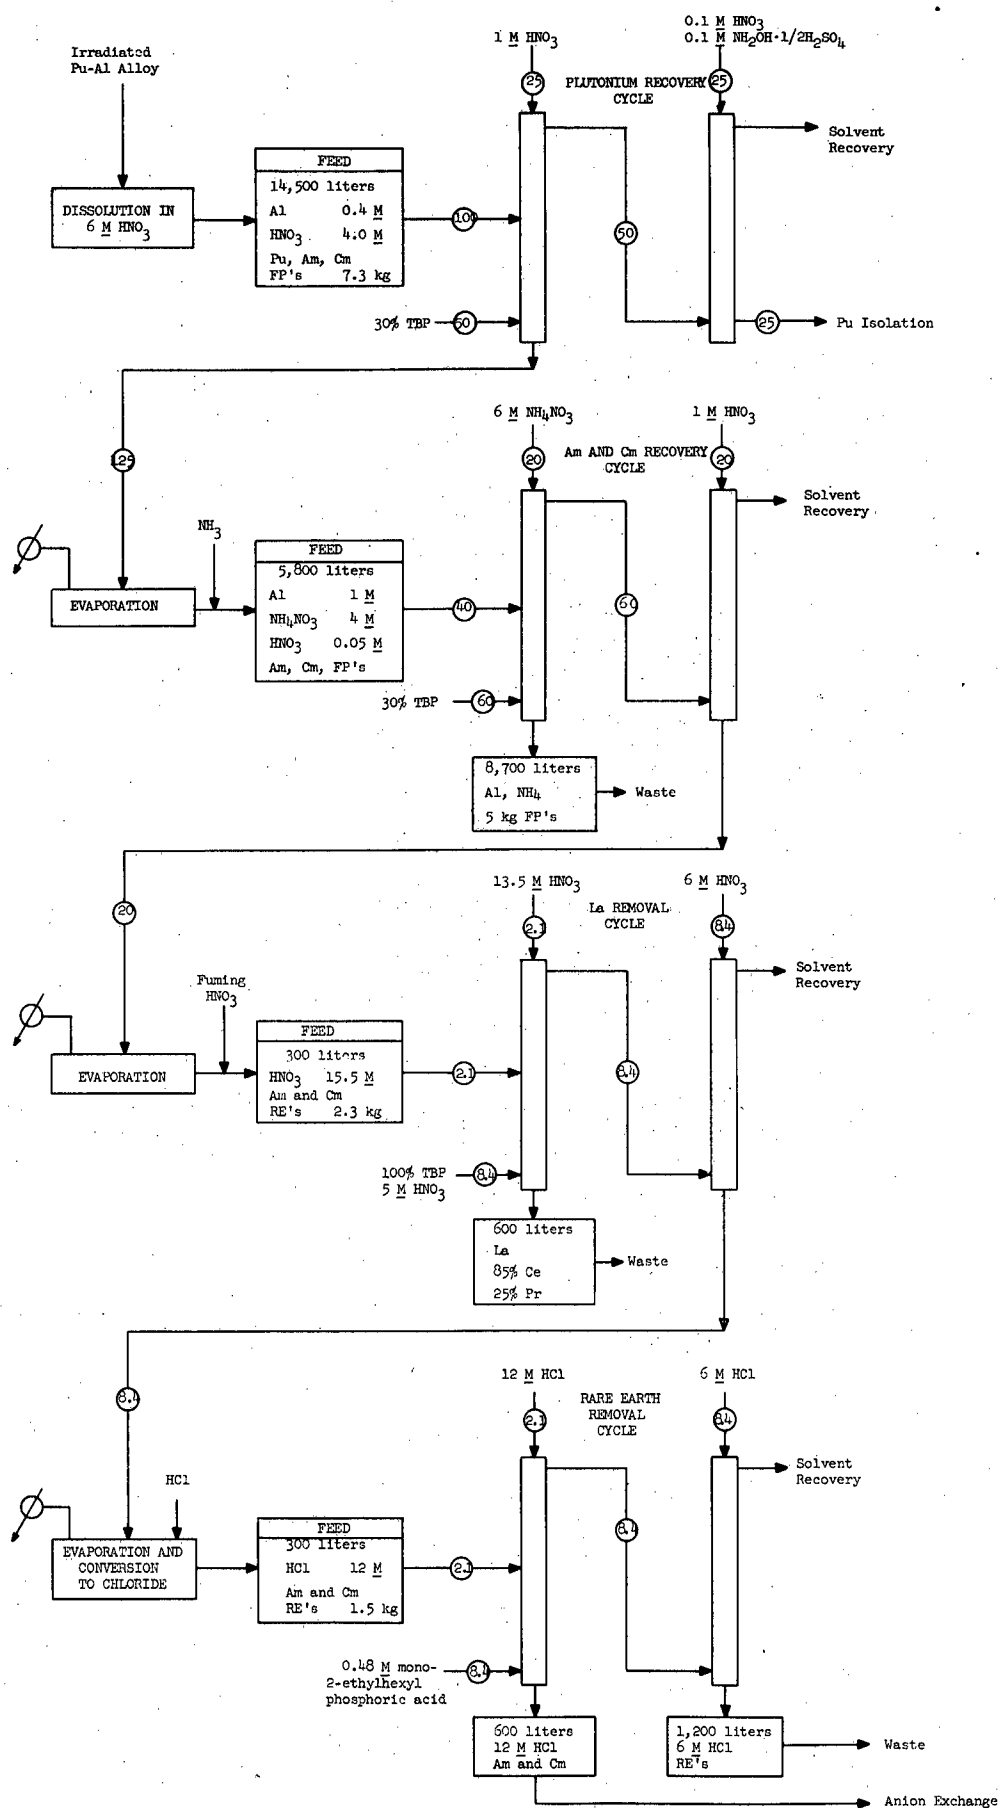 Irradiated
Pu-Al Alloy
1 M HNO3
0.1 M HNO3
0.1 M NH2OH·1/2H2SO4
25
PLUTONIUM RECOVERY
CYCLE
25
Solvent
Recovery
DISSOLUTION IN
6 M HNO3
FEED
14,500 liters
Al 0.4 M
HNO3 4.0 M
Pu, Am, Cm
FP's 7.3 kg
100
50
30% TBP
50
25
Pu Isolation
125
6 M NH4NO3
1 M HNO3
20
Am AND Cm RECOVERY
CYCLE
20
Solvent
Recovery
NH3
EVAPORATION
FEED
5,800 liters
Al 1 M
NH4NO3 4 M
HNO3 0.05 M
Am, Cm, FP's
40
60
30% TBP
60
8,700 liters
Al, NH4
5 kg FP's
Waste
20
13.5 M HNO3
6 M HNO3
2.1
La REMOVAL
CYCLE
8.4
Solvent
Recovery
Fuming
HNO3
EVAPORATION
FEED
300 liters
HNO3 15.5 M
Am and Cm
RE's 2.3 kg
2.1
8.4
100% TBP
5 M HNO3
8.4
600 liters
La
85% Ce
25% Pr
Waste
8.4
12 M HCl
6 M HCl
2.1
RARE EARTH
REMOVAL
CYCLE
8.4
Solvent
Recovery
HCl
EVAPORATION AND
CONVERSION
TO CHLORIDE
FEED
300 liters
HCl 12 M
Am and Cm
RE's 1.5 kg
2.1
8.4
0.48 M mono-
2-ethylhexyl
phosphoric acid
8.4
600 liters
12 M HCl
Am and Cm
1,200 liters
6 M HCl
RE's
Waste
Anion Exchange